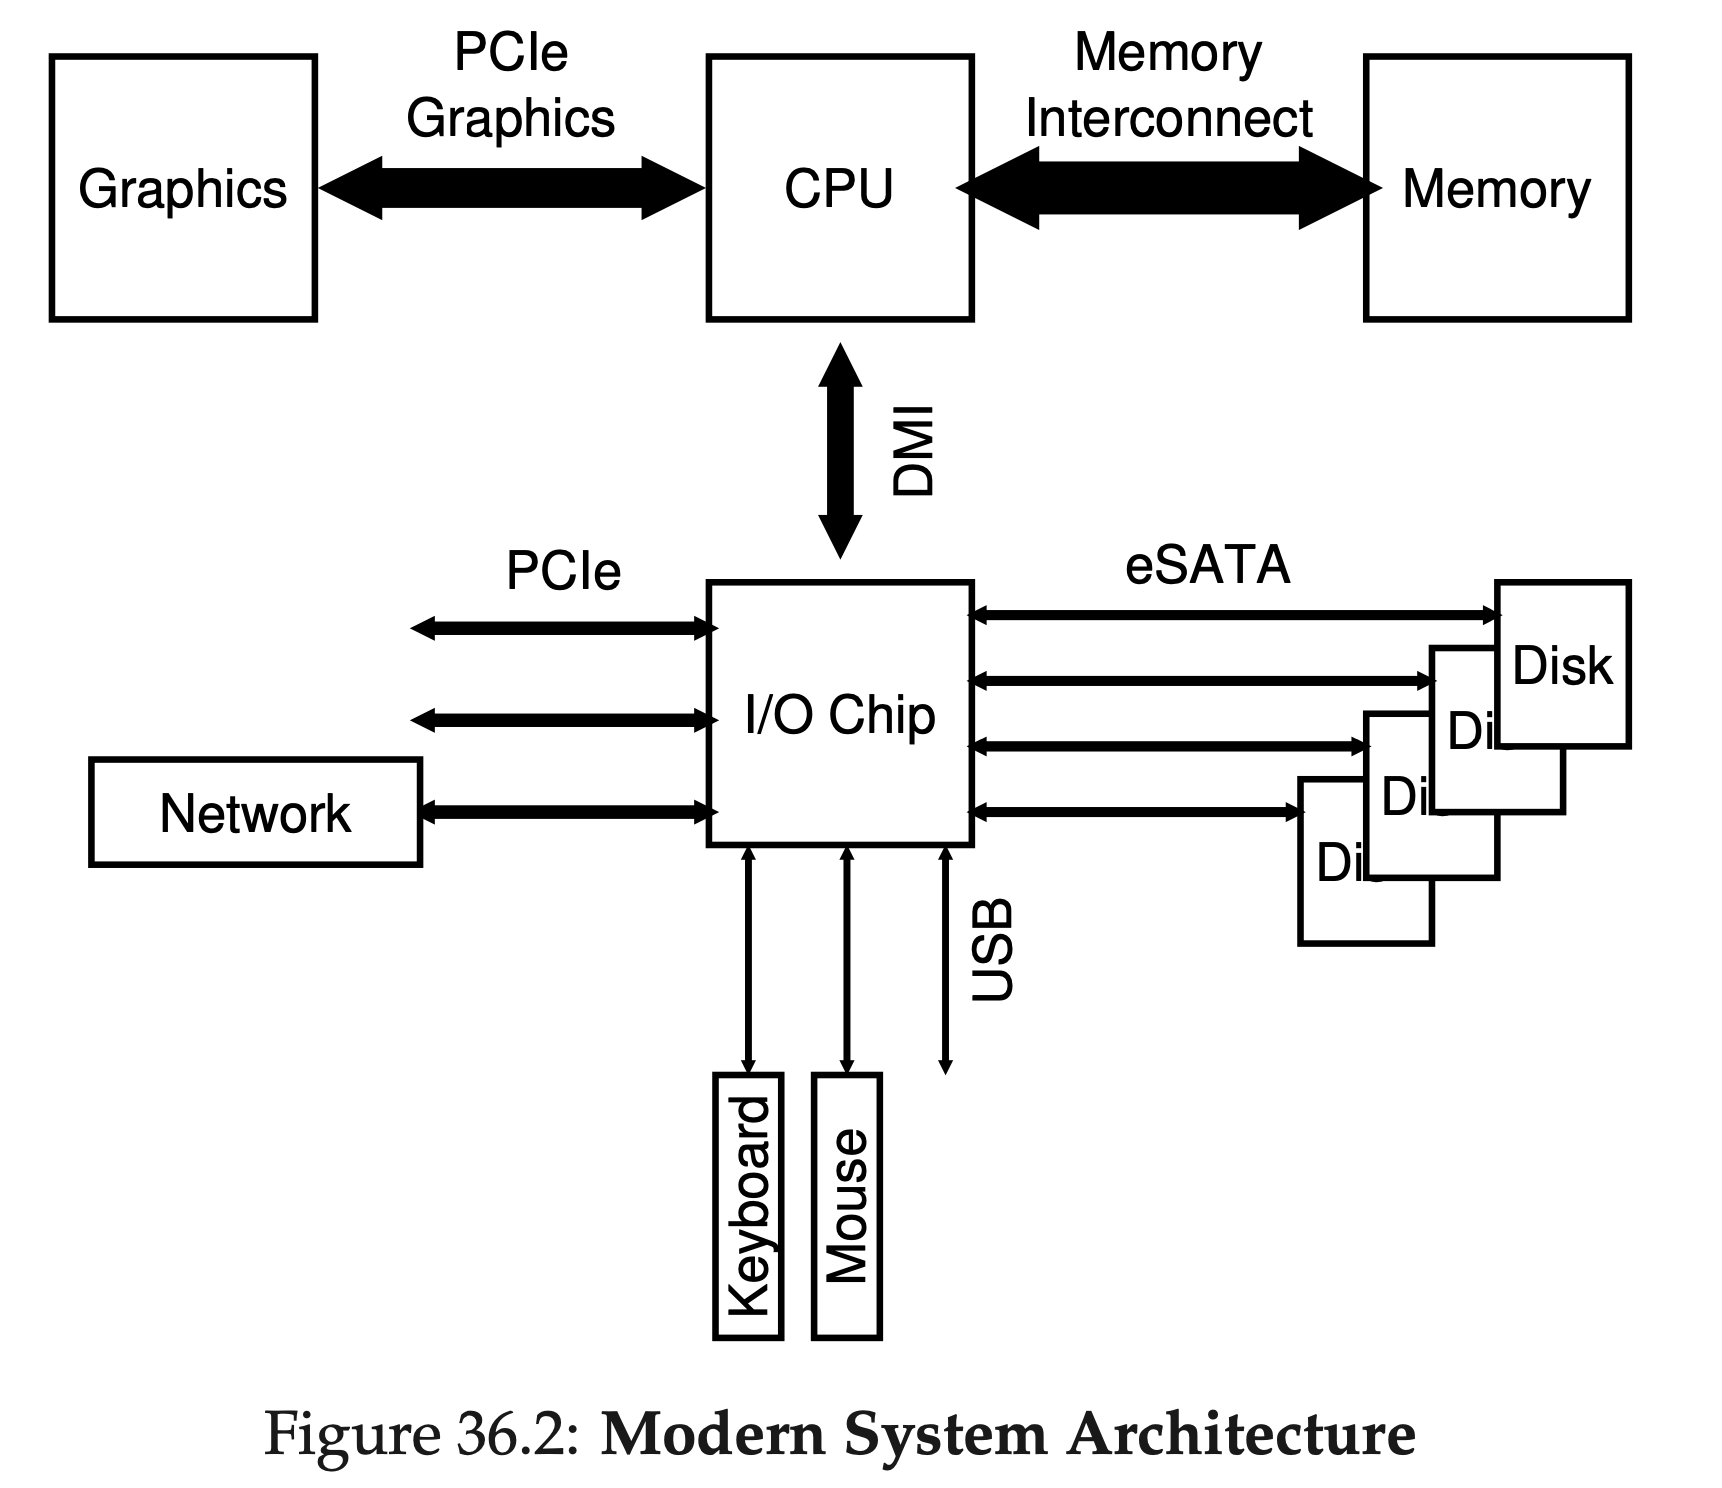 PCIe
Graphics
Memory
Interconnect
Graphics
CPU
Memory
DMI
PCIe
eSATA
Disk
I/O Chip
Di
Di
Network
Di
USB
Keyboard
Mouse
Figure 36.2: Modern System Architecture